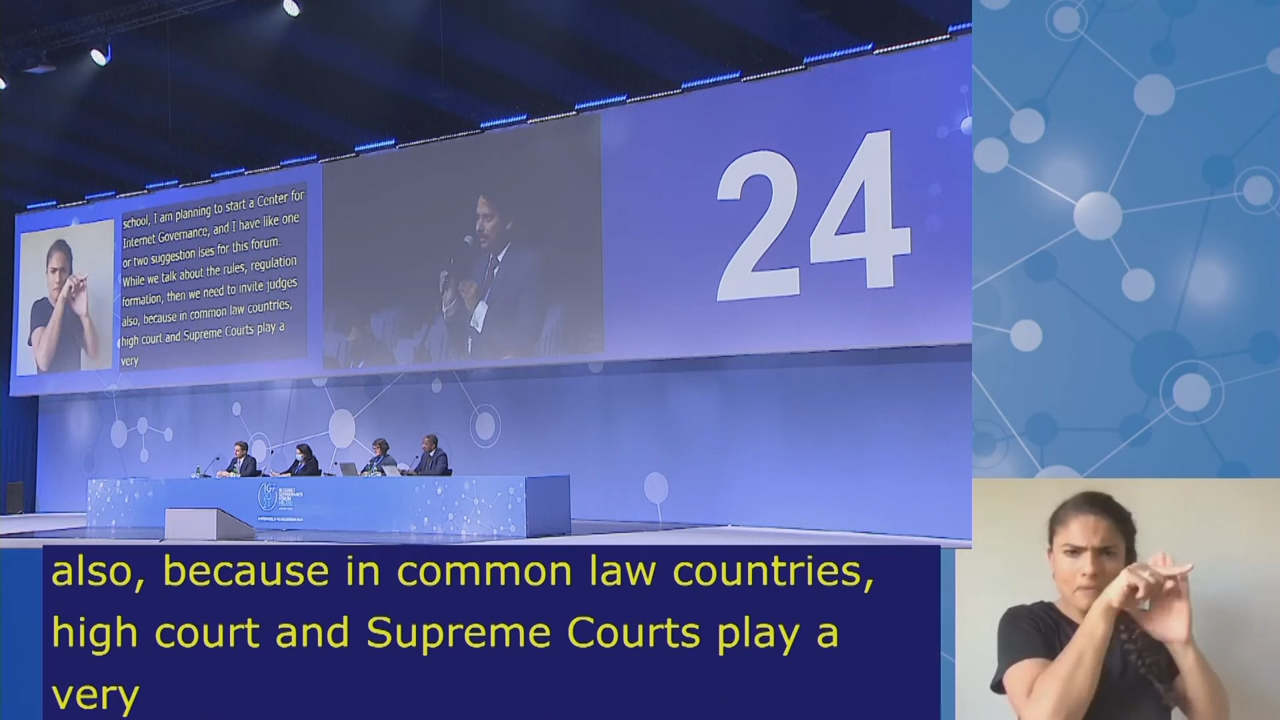 school, I am planning to start a Center for
Internet Governance, and I have like one
or two suggestion ises for this forum.
While we talk about the rules, regulation
formation, then we need to invite judges
also, because in common law countries,
high court and Supreme Courts play a
very
24
also, because in common law countries,
high court and Supreme Courts play a
very